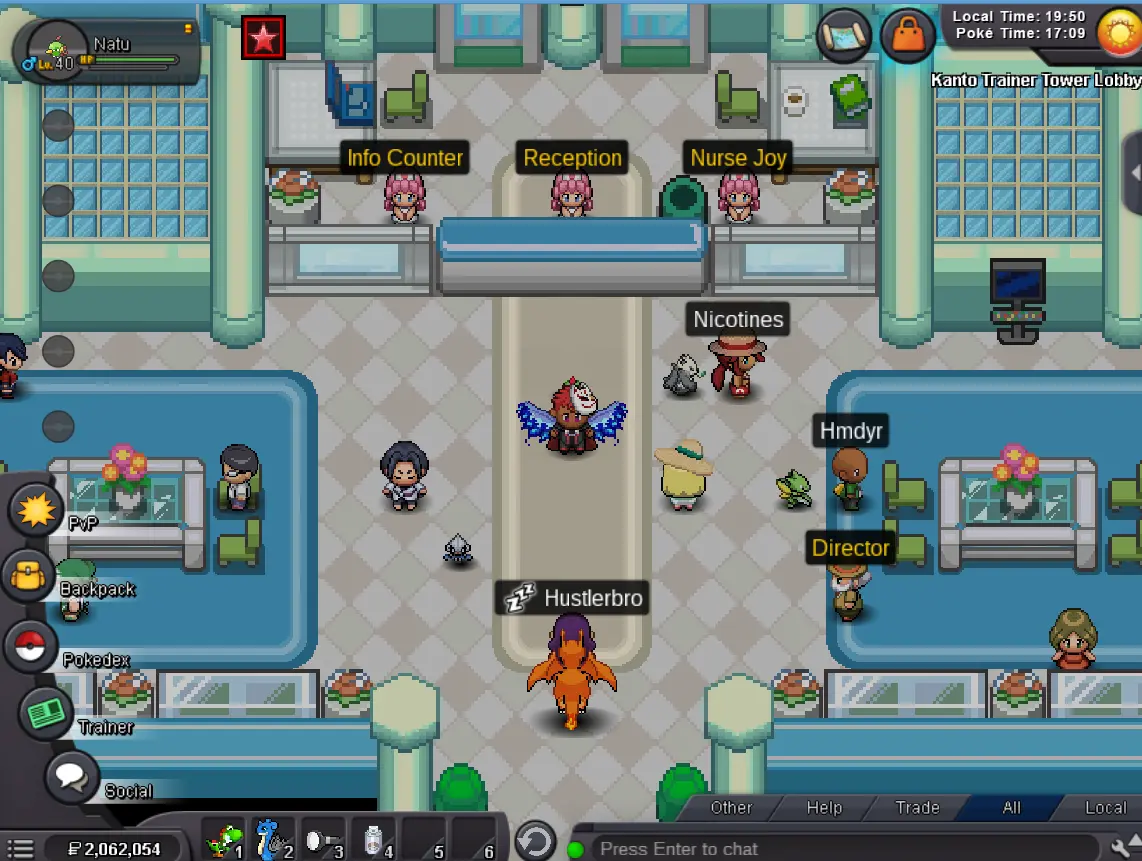 Natu
Lv.40 HP
Local Time: 19:50
Poké Time: 17:09
Kanto Trainer Tower Lobby
Info Counter
Reception
Nurse Joy
Nicotines
Hmdyr
Director
zzz Hustlerbro
PvP
Backpack
Pokedex
Trainer
Social
Other Help Trade All Local
2,062,054
1 2 3 4 5 6
Press Enter to chat